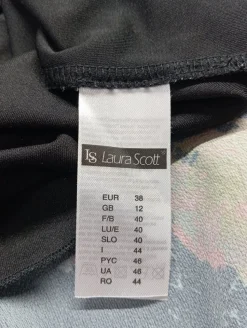 LS Laura Scott
EUR 38
GB 12
F/B 40
LU/E 40
SLO 40
I 44
PYC 46
UA 46
RO 44